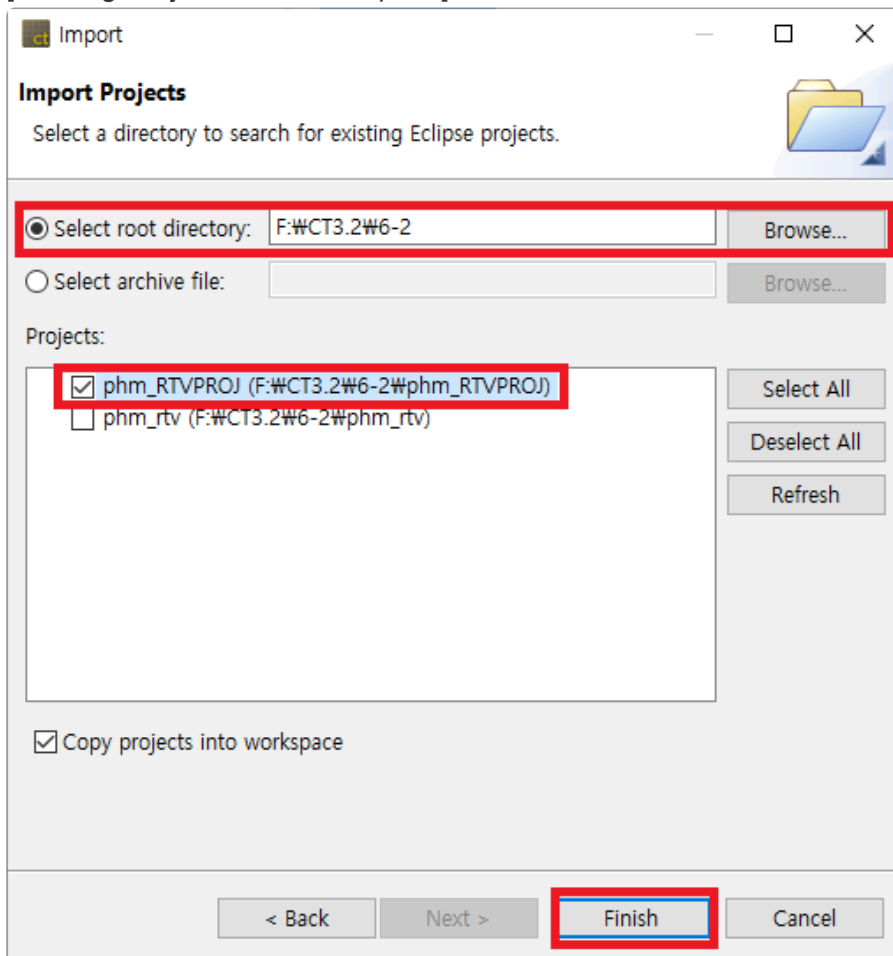 ct Import
Import Projects
Select a directory to search for existing Eclipse projects.
Select root directory: F:₩CT3.2₩6-2 Browse...
Select archive file: Browse...
Projects:
phm_RTVPROJ (F:₩CT3.2₩6-2₩phm_RTVPROJ)
phm_rtv (F:₩CT3.2₩6-2₩phm_rtv)
Select All
Deselect All
Refresh
Copy projects into workspace
< Back Next > Finish Cancel